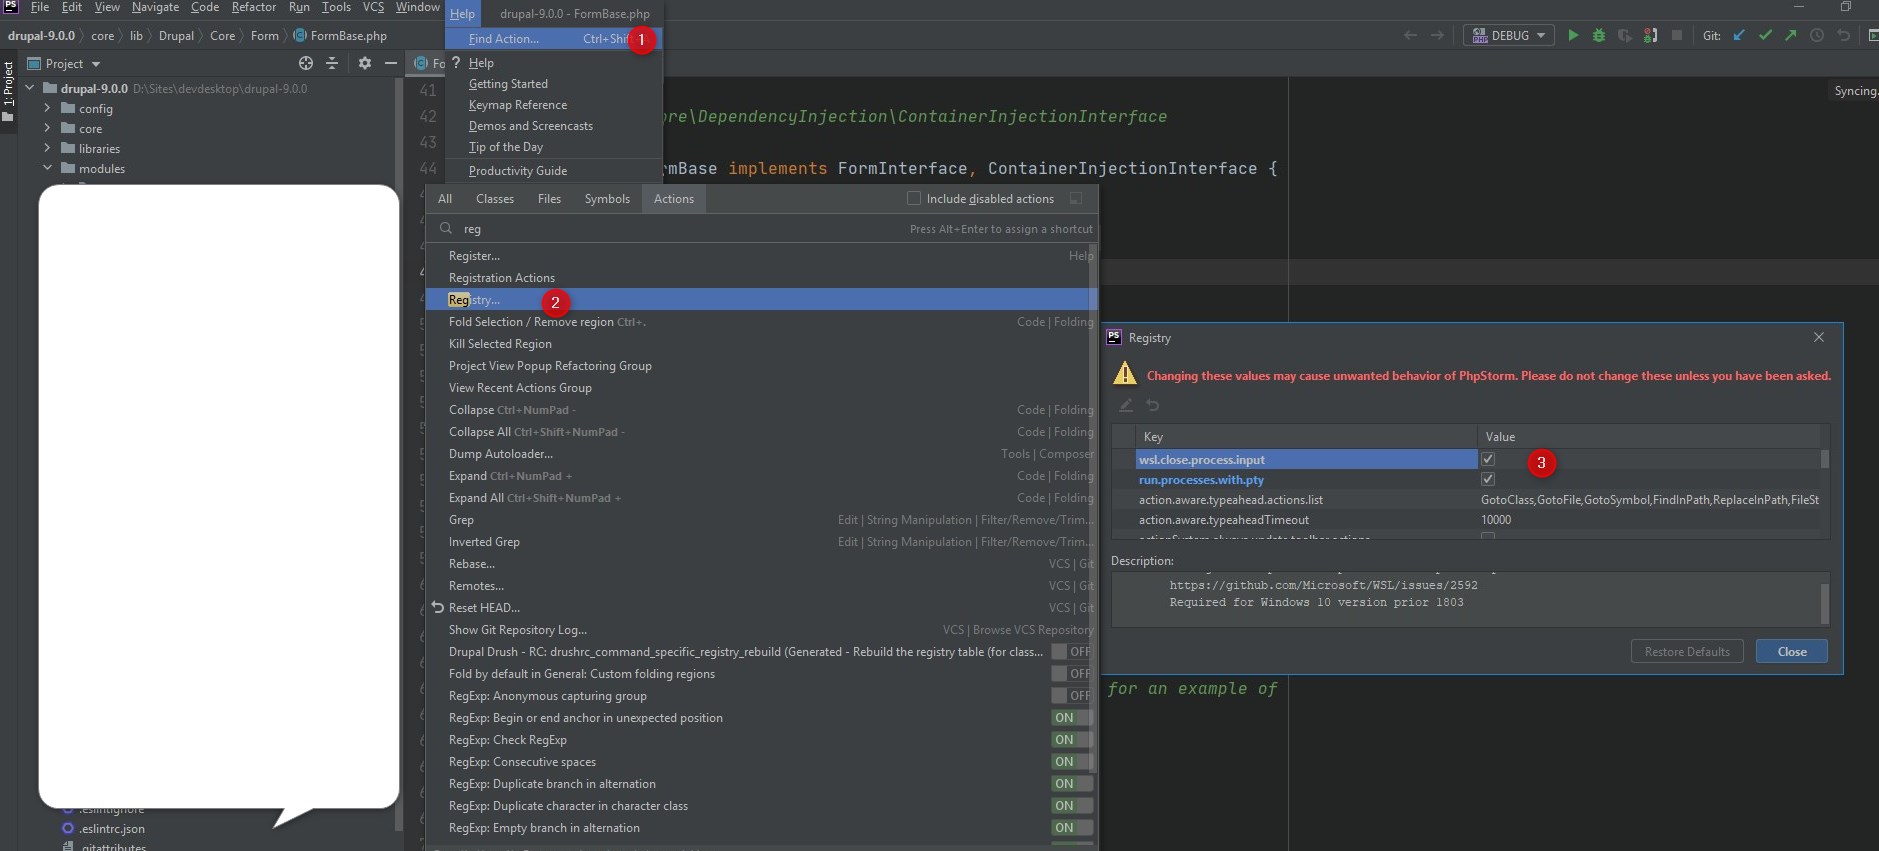 PS File Edit View Navigate Refactor Run Tools VCS Window Help drupal-9.0.0 - FormBase.php
drupal-9.0.0 core lib Drupal Core Form FormBase.php
DEBUG Git:
1: Project
Project
drupal-9.0.0 D:\Sites\devdesktop\drupal-9.0.0
config
core
libraries
modules
.eslintignore
.eslintrc.json
.gitattributes
Find Action... Ctrl+Shift
1
? Help
Getting Started
Keymap Reference
Demos and Screencasts
Tip of the Day
Productivity Guide
Fo
Syncing.
41
42 ore\DependencyInjection\ContainerInjectionInterface
43
44 rmBase implements FormInterface, ContainerInjectionInterface {
All Classes Files Symbols Actions Include disabled actions
reg Press Alt+Enter to assign a shortcut
Register... Help
Registration Actions
Registry...
2
Fold Selection / Remove region Ctrl+. Code | Folding
Kill Selected Region
Project View Popup Refactoring Group
View Recent Actions Group
Collapse Ctrl+NumPad - Code | Folding
Collapse All Ctrl+Shift+NumPad - Code | Folding
Dump Autoloader... Tools | Composer
Expand Ctrl+NumPad + Code | Folding
Expand All Ctrl+Shift+NumPad + Code | Folding
Grep Edit | String Manipulation | Filter/Remove/Trim...
Inverted Grep Edit | String Manipulation | Filter/Remove/Trim...
Rebase... VCS | Git
Remotes... VCS | Git
Reset HEAD... VCS | Git
Show Git Repository Log... VCS | Browse VCS Repository
Drupal Drush - RC: drushrc_command_specific_registry_rebuild (Generated - Rebuild the registry table (for class... OFF
Fold by default in General: Custom folding regions OFF
RegExp: Anonymous capturing group OFF
RegExp: Begin or end anchor in unexpected position ON
RegExp: Check RegExp ON
RegExp: Consecutive spaces ON
RegExp: Duplicate branch in alternation ON
RegExp: Duplicate character in character class ON
RegExp: Empty branch in alternation ON
PS Registry
Changing these values may cause unwanted behavior of PhpStorm. Please do not change these unless you have been asked.
Key Value
wsl.close.process.input
3
run.processes.with.pty
action.aware.typeahead.actions.list GotoClass,GotoFile,GotoSymbol,FindInPath,ReplaceInPath,FileSt
action.aware.typeaheadTimeout 10000
Description:
https://github.com/Microsoft/WSL/issues/2592
Required for Windows 10 version prior 1803
Restore Defaults Close
for an example of